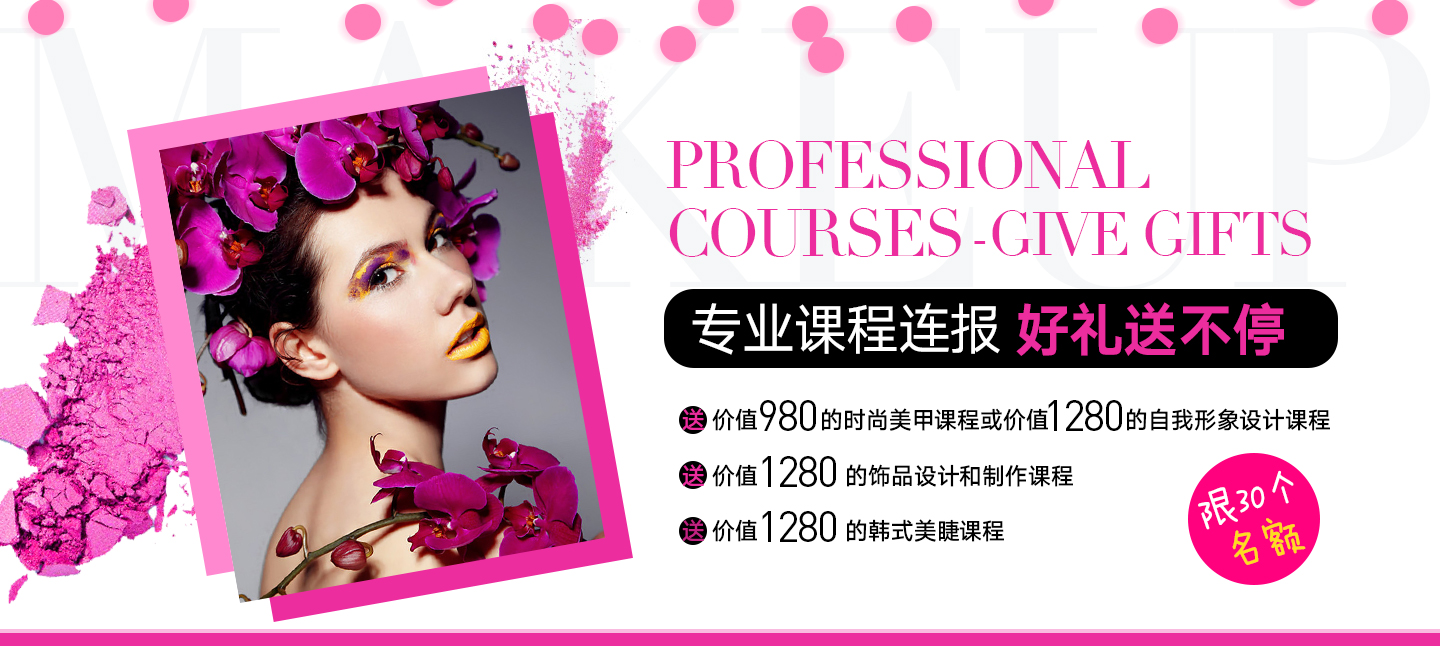 MAKEUP
PROFESSIONAL
COURSES -GIVE GIFTS
专业课程连报 好礼送不停
送 价值980的时尚美甲课程或价值1280的自我形象设计课程
送 价值1280 的饰品设计和制作课程
送 价值1280 的韩式美睫课程
限30个
名额